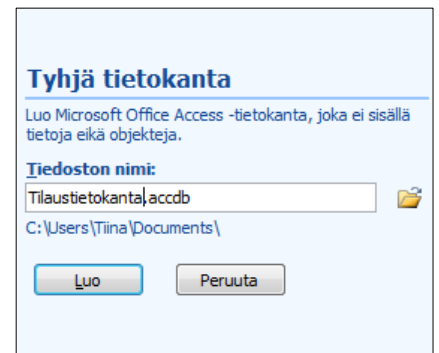 Tyhjä tietokanta
Luo Microsoft Office Access -tietokanta, joka ei sisällä
tietoja eikä objekteja.
Tiedoston nimi:
Tilaustietokanta.accdb
C:\Users\Tiina\Documents\
Luo Peruuta